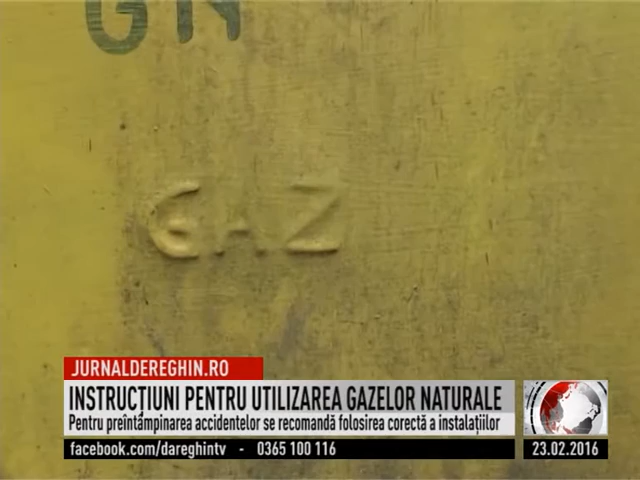 GN
GAZ
JURNALDEREGHIN.RO
INSTRUCȚIUNI PENTRU UTILIZAREA GAZELOR NATURALE
Pentru preîntâmpinarea accidentelor se recomandă folosirea corectă a instalațiilor
facebook.com/dareghintv - 0365 100 116
23.02.2016